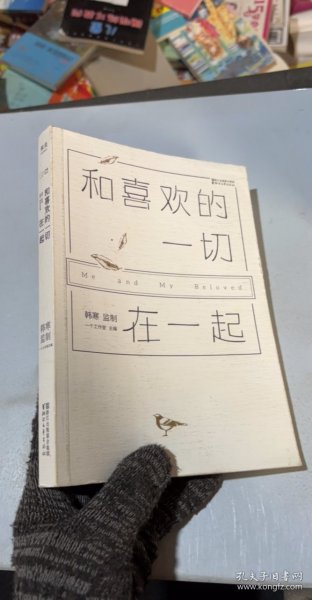 和喜欢的
一切
Me and My Beloved
韩寒 监制
一个工作室 主编
在一起
和喜欢的一切
在一起
韩寒
监制
孔夫子旧书网
www.kongfz.com